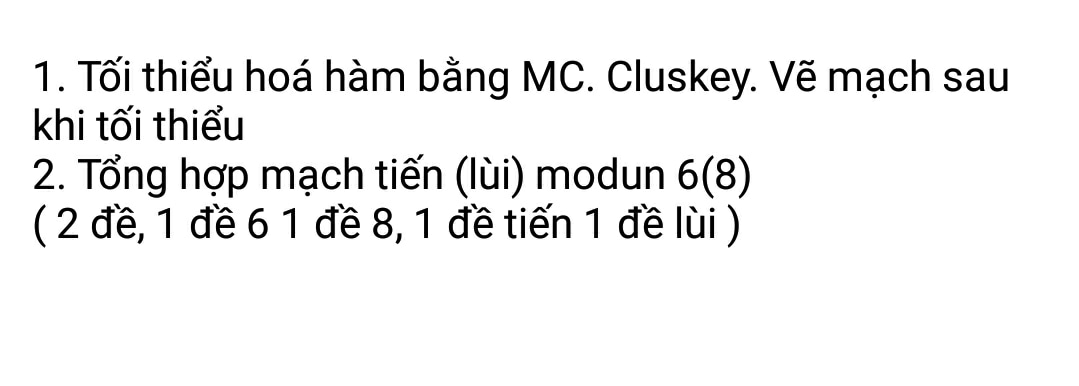 1. Tối thiểu hoá hàm bằng MC. Cluskey. Vẽ mạch sau
khi tối thiểu
2. Tổng hợp mạch tiến (lùi) modun 6(8)
( 2 đề, 1 đề 6 1 đề 8, 1 đề tiến 1 đề lùi )